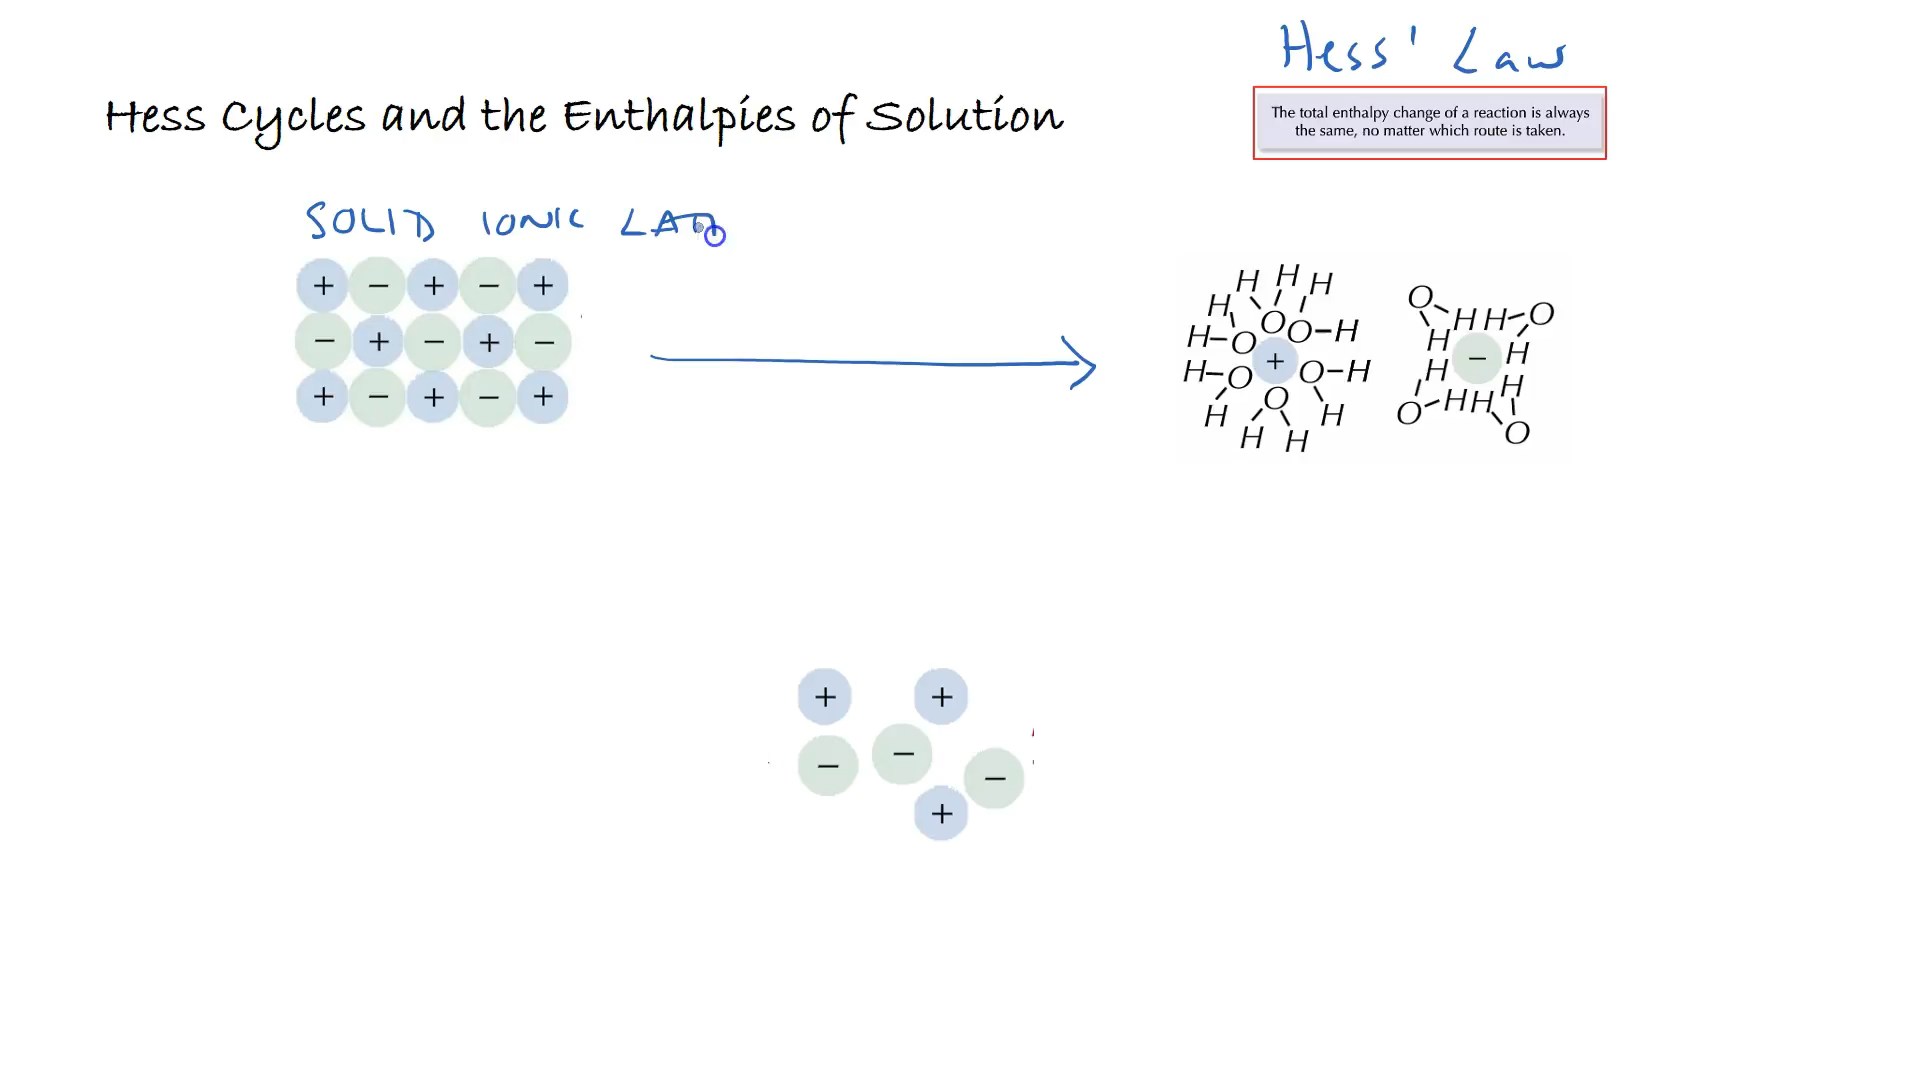 Hess' Law
Hess Cycles and the Enthalpies of Solution
The total enthalpy change of a reaction is always
the same, no matter which route is taken.
SOLID IONIC
+ − + − +
− + − + −
+ − + − +
H H H
H
H–O O O–H
+
H–O O–H
H O H
H H
O H H–O
H − H
H H
O–H H O
+ +
− − −
+